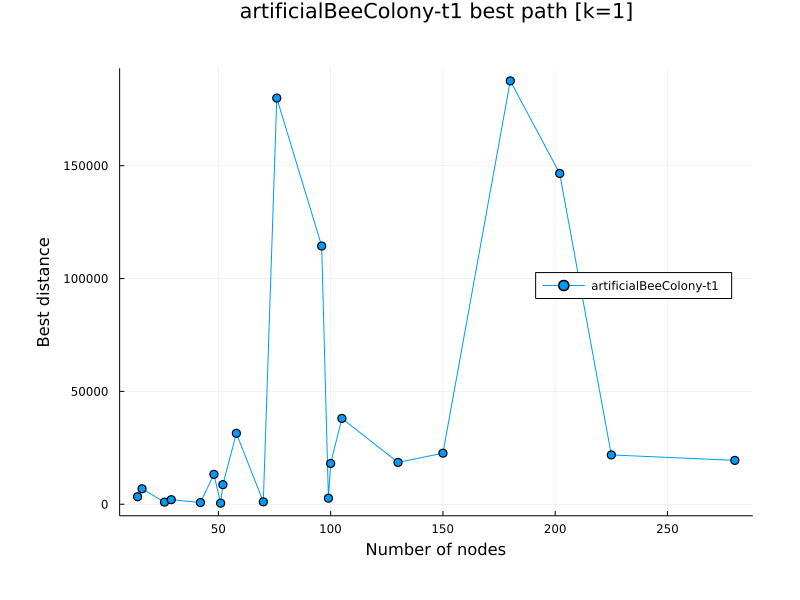 artificialBeeColony-t1 best path [k=1]
150000
100000
50000
0
Best distance
artificialBeeColony-t1
50
100
150
200
250
Number of nodes